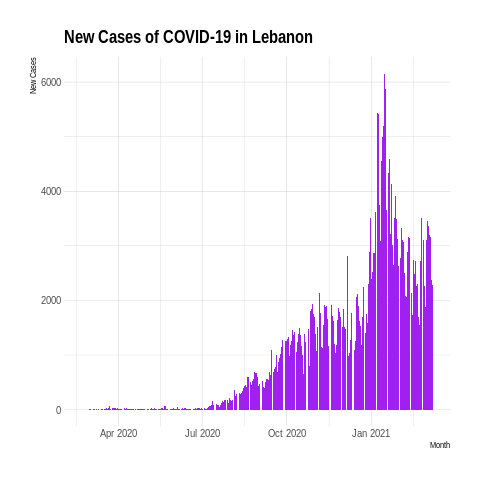 New Cases of COVID-19 in Lebanon
New Cases
6000
4000
2000
0
Apr 2020 Jul 2020 Oct 2020 Jan 2021
Month